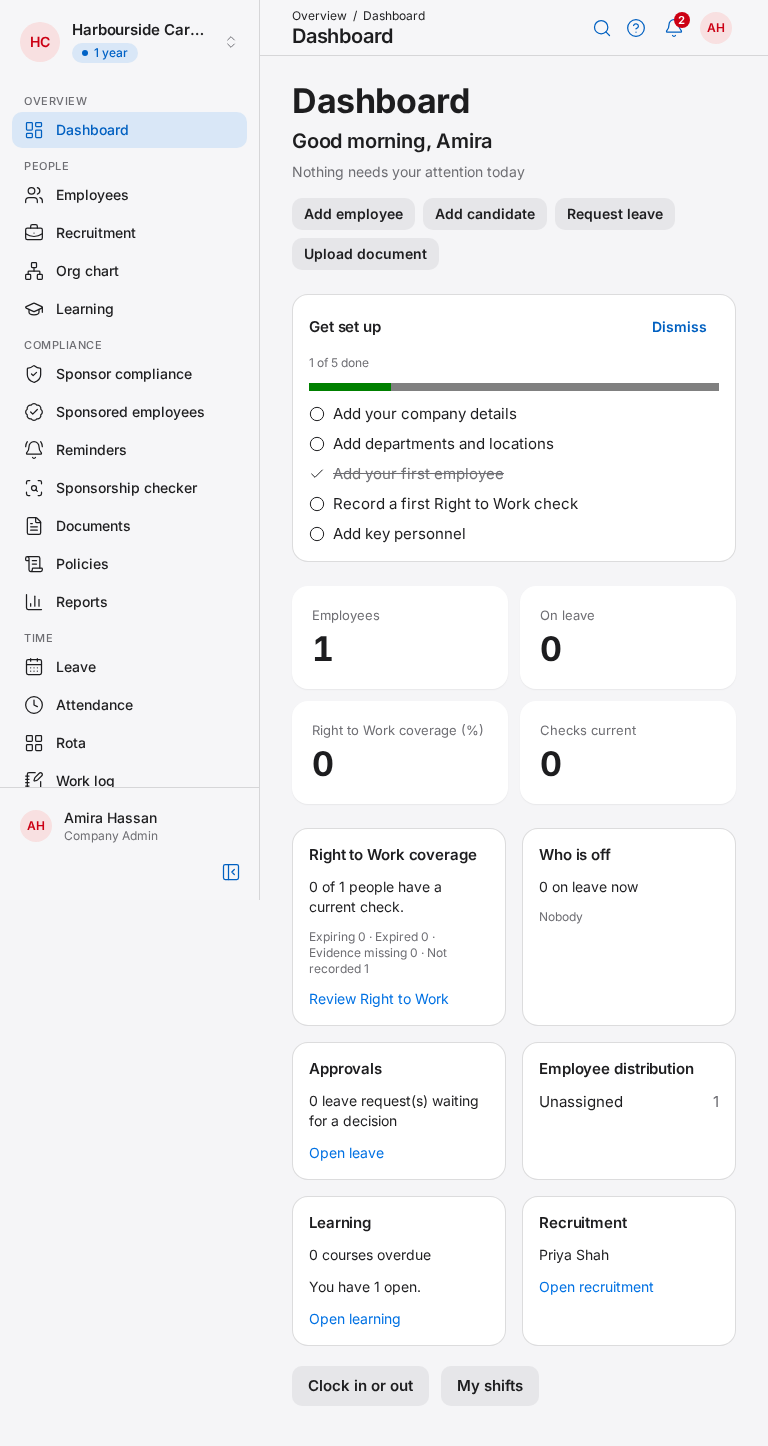 HC
Harbourside Car...
1 year
OVERVIEW
Dashboard
PEOPLE
Employees
Recruitment
Org chart
Learning
COMPLIANCE
Sponsor compliance
Sponsored employees
Reminders
Sponsorship checker
Documents
Policies
Reports
TIME
Leave
Attendance
Rota
Work log
AH
Amira Hassan
Company Admin
Overview / Dashboard
Dashboard
2
AH
Dashboard
Good morning, Amira
Nothing needs your attention today
Add employee Add candidate Request leave
Upload document
Get set up Dismiss
1 of 5 done
Add your company details
Add departments and locations
Add your first employee
Record a first Right to Work check
Add key personnel
Employees
1
On leave
0
Right to Work coverage (%)
0
Checks current
0
Right to Work coverage
0 of 1 people have a
current check.
Expiring 0 · Expired 0 ·
Evidence missing 0 · Not
recorded 1
Review Right to Work
Who is off
0 on leave now
Nobody
Approvals
0 leave request(s) waiting
for a decision
Open leave
Employee distribution
Unassigned 1
Learning
0 courses overdue
You have 1 open.
Open learning
Recruitment
Priya Shah
Open recruitment
Clock in or out My shifts